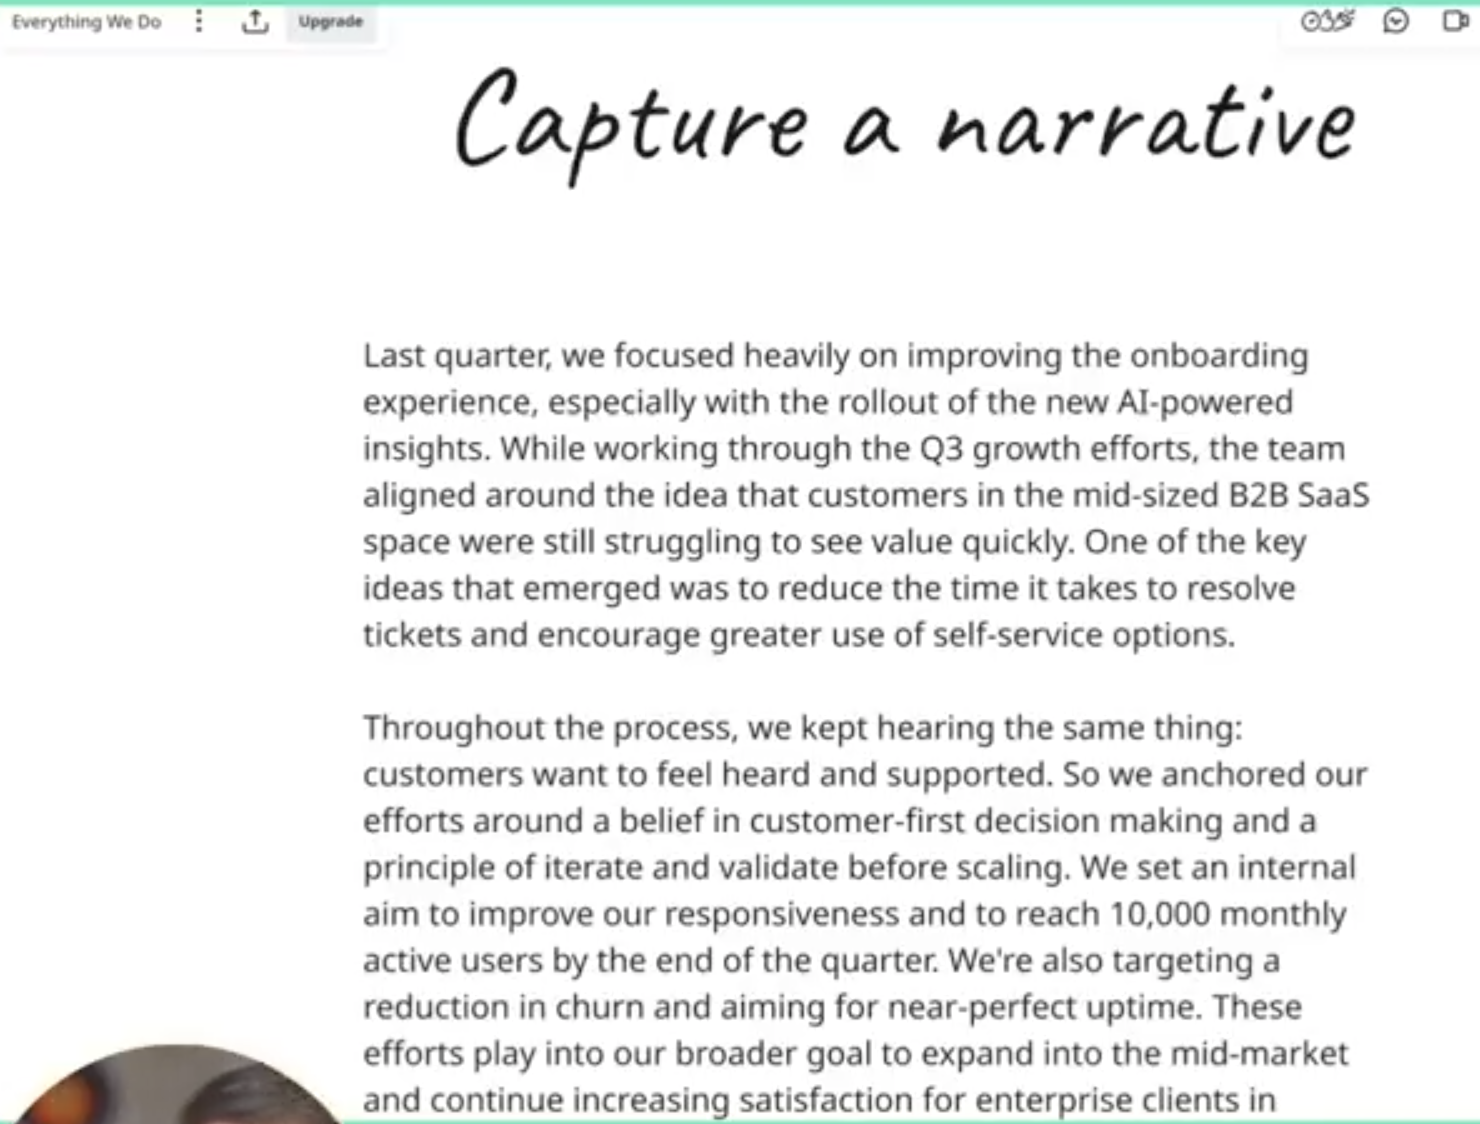 Everything We Do
Upgrade
Capture a narrative
Last quarter, we focused heavily on improving the onboarding
experience, especially with the rollout of the new AI-powered
insights. While working through the Q3 growth efforts, the team
aligned around the idea that customers in the mid-sized B2B SaaS
space were still struggling to see value quickly. One of the key
ideas that emerged was to reduce the time it takes to resolve
tickets and encourage greater use of self-service options.
Throughout the process, we kept hearing the same thing:
customers want to feel heard and supported. So we anchored our
efforts around a belief in customer-first decision making and a
principle of iterate and validate before scaling. We set an internal
aim to improve our responsiveness and to reach 10,000 monthly
active users by the end of the quarter. We're also targeting a
reduction in churn and aiming for near-perfect uptime. These
efforts play into our broader goal to expand into the mid-market
and continue increasing satisfaction for enterprise clients in